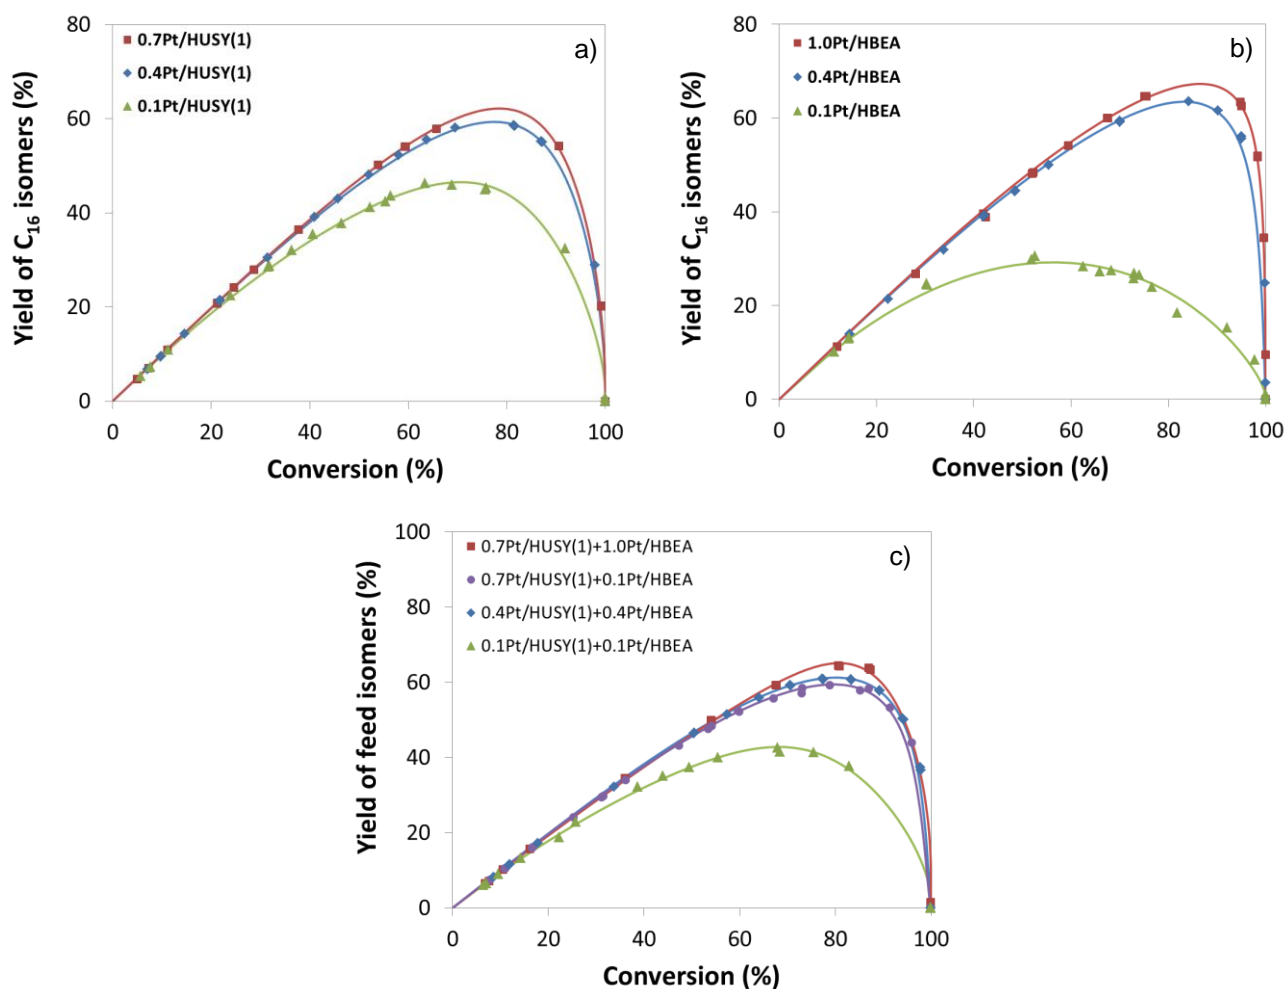 a)
0.7Pt/HUSY(1)
0.4Pt/HUSY(1)
0.1Pt/HUSY(1)
Yield of C16 isomers (%)
80
60
40
20
0
0 20 40 60 80 100
Conversion (%)
b)
1.0Pt/HBEA
0.4Pt/HBEA
0.1Pt/HBEA
Yield of C16 isomers (%)
80
60
40
20
0
0 20 40 60 80 100
Conversion (%)
c)
0.7Pt/HUSY(1)+1.0Pt/HBEA
0.7Pt/HUSY(1)+0.1Pt/HBEA
0.4Pt/HUSY(1)+0.4Pt/HBEA
0.1Pt/HUSY(1)+0.1Pt/HBEA
Yield of feed isomers (%)
100
80
60
40
20
0
0 20 40 60 80 100
Conversion (%)